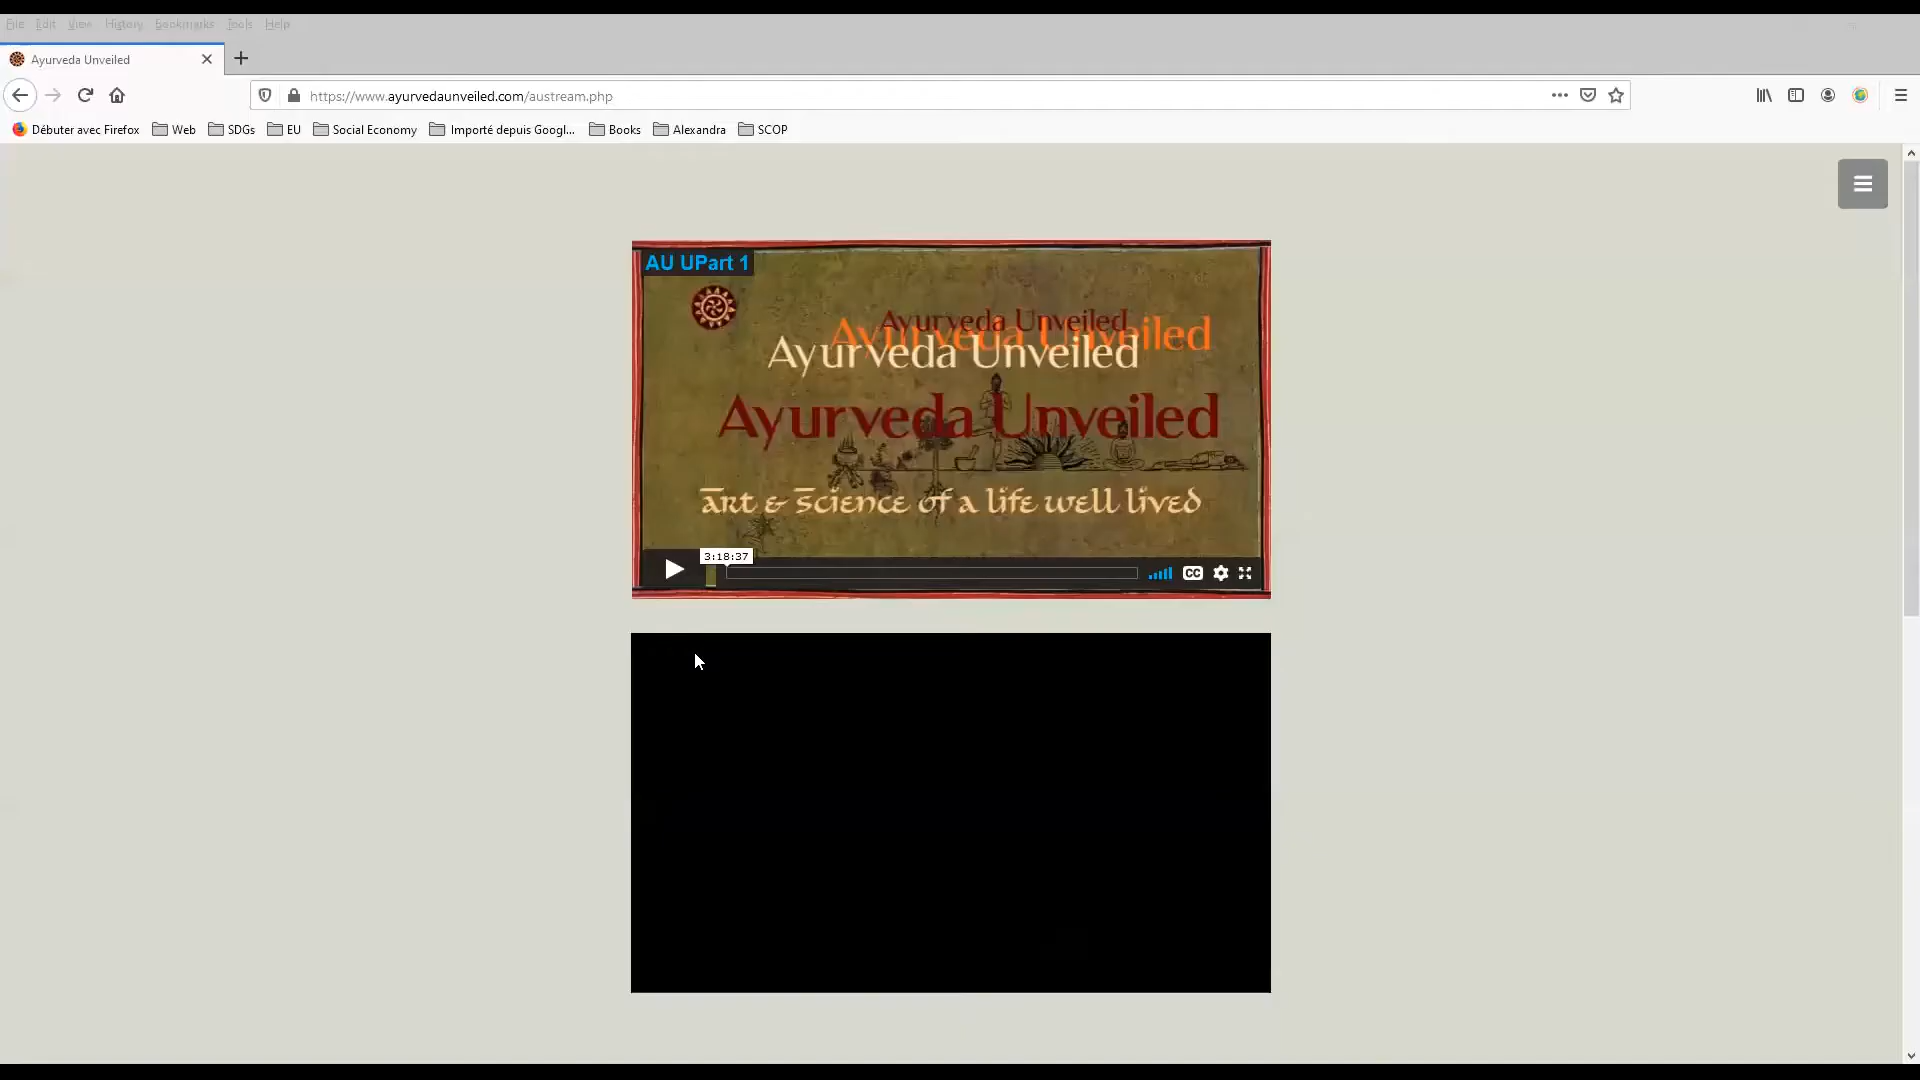 File Edit View History Bookmarks Tools Help
Ayurveda Unveiled
https://www.ayurvedaunveiled.com/austream.php
Débuter avec Firefox Web SDGs EU Social Economy Importé depuis Googl... Books Alexandra SCOP
AU UPart 1
Ayurveda Unveiled
Ayurveda Unveiled
Ayurveda Unveiled
Ayurveda Unveiled
art & science of a life well lived
3:18:37
CC